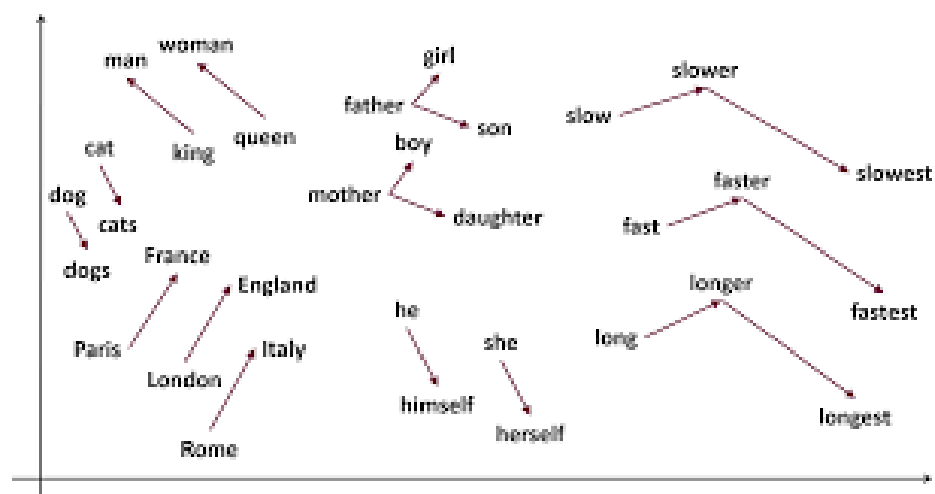 man
woman
king
queen
cat
cats
dog
dogs
France
Paris
England
London
Italy
Rome
girl
father
son
boy
mother
daughter
he
himself
she
herself
slow
slower
slowest
fast
faster
fastest
long
longer
longest